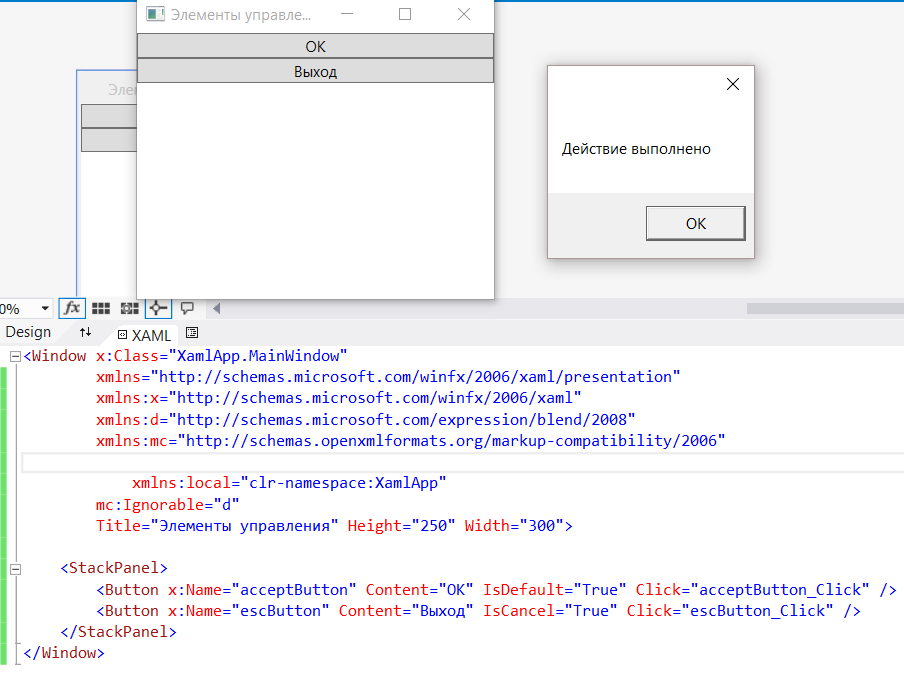 Элементы управле...
OK
Выход
Действие выполнено
OK
Эле
0%
fx
Design
XAML
<Window x:Class="XamlApp.MainWindow"
xmlns="http://schemas.microsoft.com/winfx/2006/xaml/presentation"
xmlns:x="http://schemas.microsoft.com/winfx/2006/xaml"
xmlns:d="http://schemas.microsoft.com/expression/blend/2008"
xmlns:mc="http://schemas.openxmlformats.org/markup-compatibility/2006"
xmlns:local="clr-namespace:XamlApp"
mc:Ignorable="d"
Title="Элементы управления" Height="250" Width="300">
<StackPanel>
<Button x:Name="acceptButton" Content="OK" IsDefault="True" Click="acceptButton_Click" />
<Button x:Name="escButton" Content="Выход" IsCancel="True" Click="escButton_Click" />
</StackPanel>
</Window>